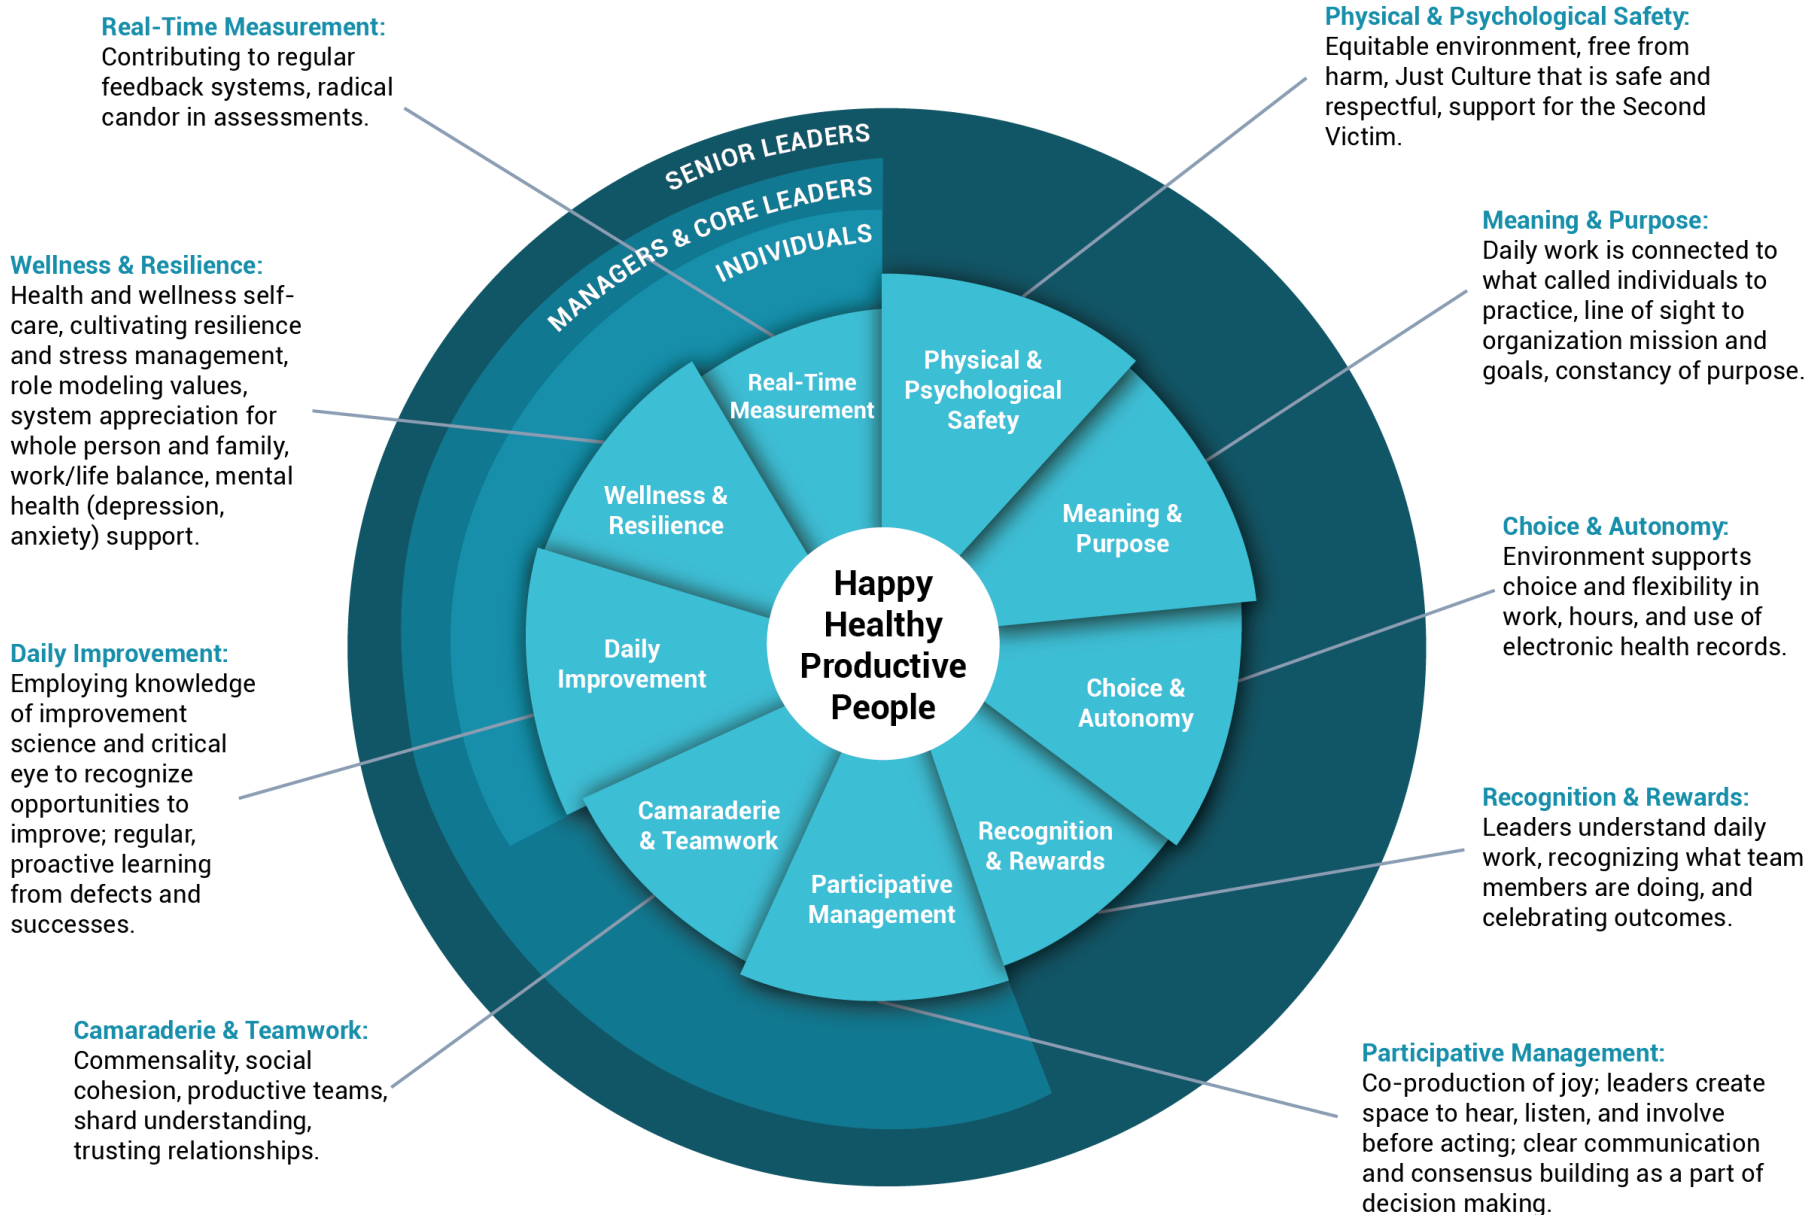 Real-Time Measurement:
Contributing to regular
feedback systems, radical
candor in assessments.
Physical & Psychological Safety:
Equitable environment, free from
harm, Just Culture that is safe and
respectful, support for the Second
Victim.
Meaning & Purpose:
Daily work is connected to
what called individuals to
practice, line of sight to
organization mission and
goals, constancy of purpose.
Choice & Autonomy:
Environment supports
choice and flexibility in
work, hours, and use of
electronic health records.
Recognition & Rewards:
Leaders understand daily
work, recognizing what team
members are doing, and
celebrating outcomes.
Participative Management:
Co-production of joy; leaders create
space to hear, listen, and involve
before acting; clear communication
and consensus building as a part of
decision making.
Camaraderie & Teamwork:
Commensality, social
cohesion, productive teams,
shard understanding,
trusting relationships.
Daily Improvement:
Employing knowledge
of improvement
science and critical
eye to recognize
opportunities to
improve; regular,
proactive learning
from defects and
successes.
Wellness & Resilience:
Health and wellness self-
care, cultivating resilience
and stress management,
role modeling values,
system appreciation for
whole person and family,
work/life balance, mental
health (depression,
anxiety) support.
SENIOR LEADERS
MANAGERS & CORE LEADERS
INDIVIDUALS
Physical &
Psychological
Safety
Meaning &
Purpose
Choice &
Autonomy
Recognition
& Rewards
Participative
Management
Camaraderie
& Teamwork
Daily
Improvement
Wellness &
Resilience
Real-Time
Measurement
Happy
Healthy
Productive
People